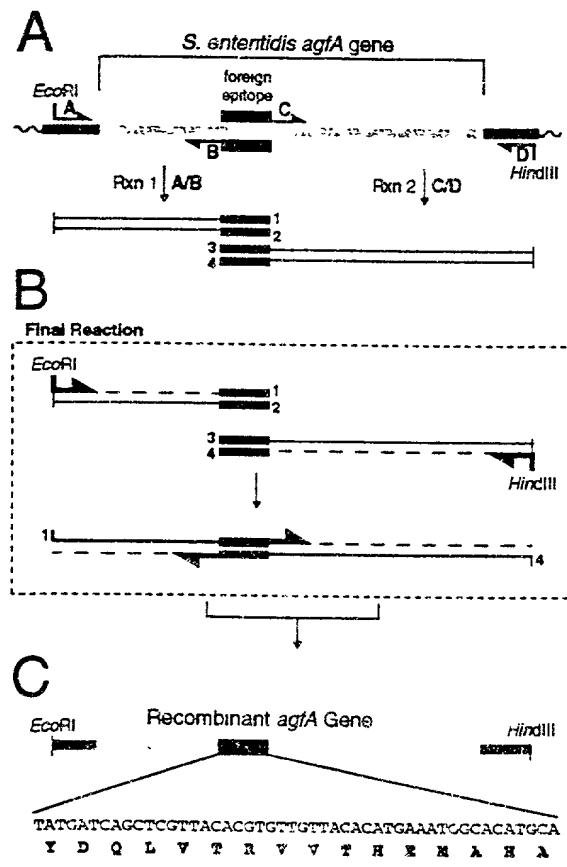 A
S. ententidis agfA gene
EcoRI
foreign
epitope
A
C
B
D
HindIII
Rxn 1 A/B
Rxn 2 C/D
1
2
3
4
B
Final Reaction
EcoRI
1
2
3
4
HindIII
1
4
C
Recombinant agfA Gene
EcoRI
HindIII
TATGATCAGCTCGTTACACGTGTTGTTACACATGAAATGGCACATGCA
Y D Q L V T R V V T H E M A H A